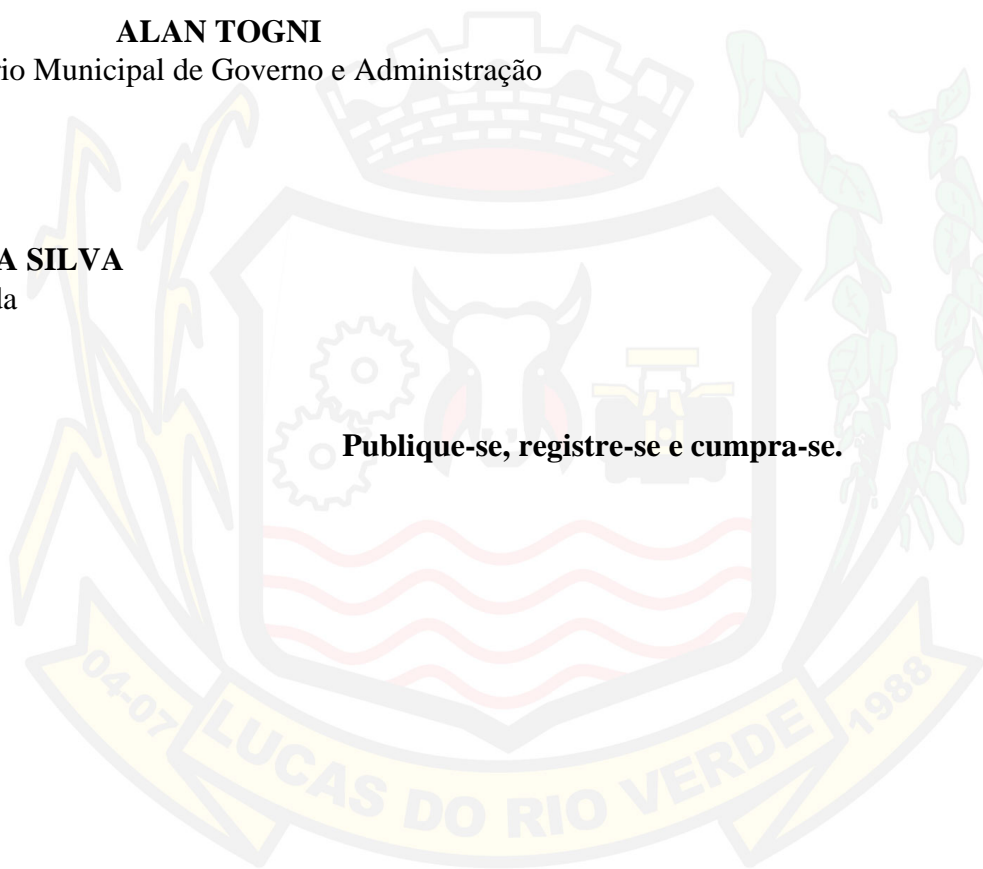 ALAN TOGNI
rio Municipal de Governo e Administração
A SILVA
da
Publique-se, registre-se e cumpra-se.
04-07
LUCAS DO RIO VERDE
1988